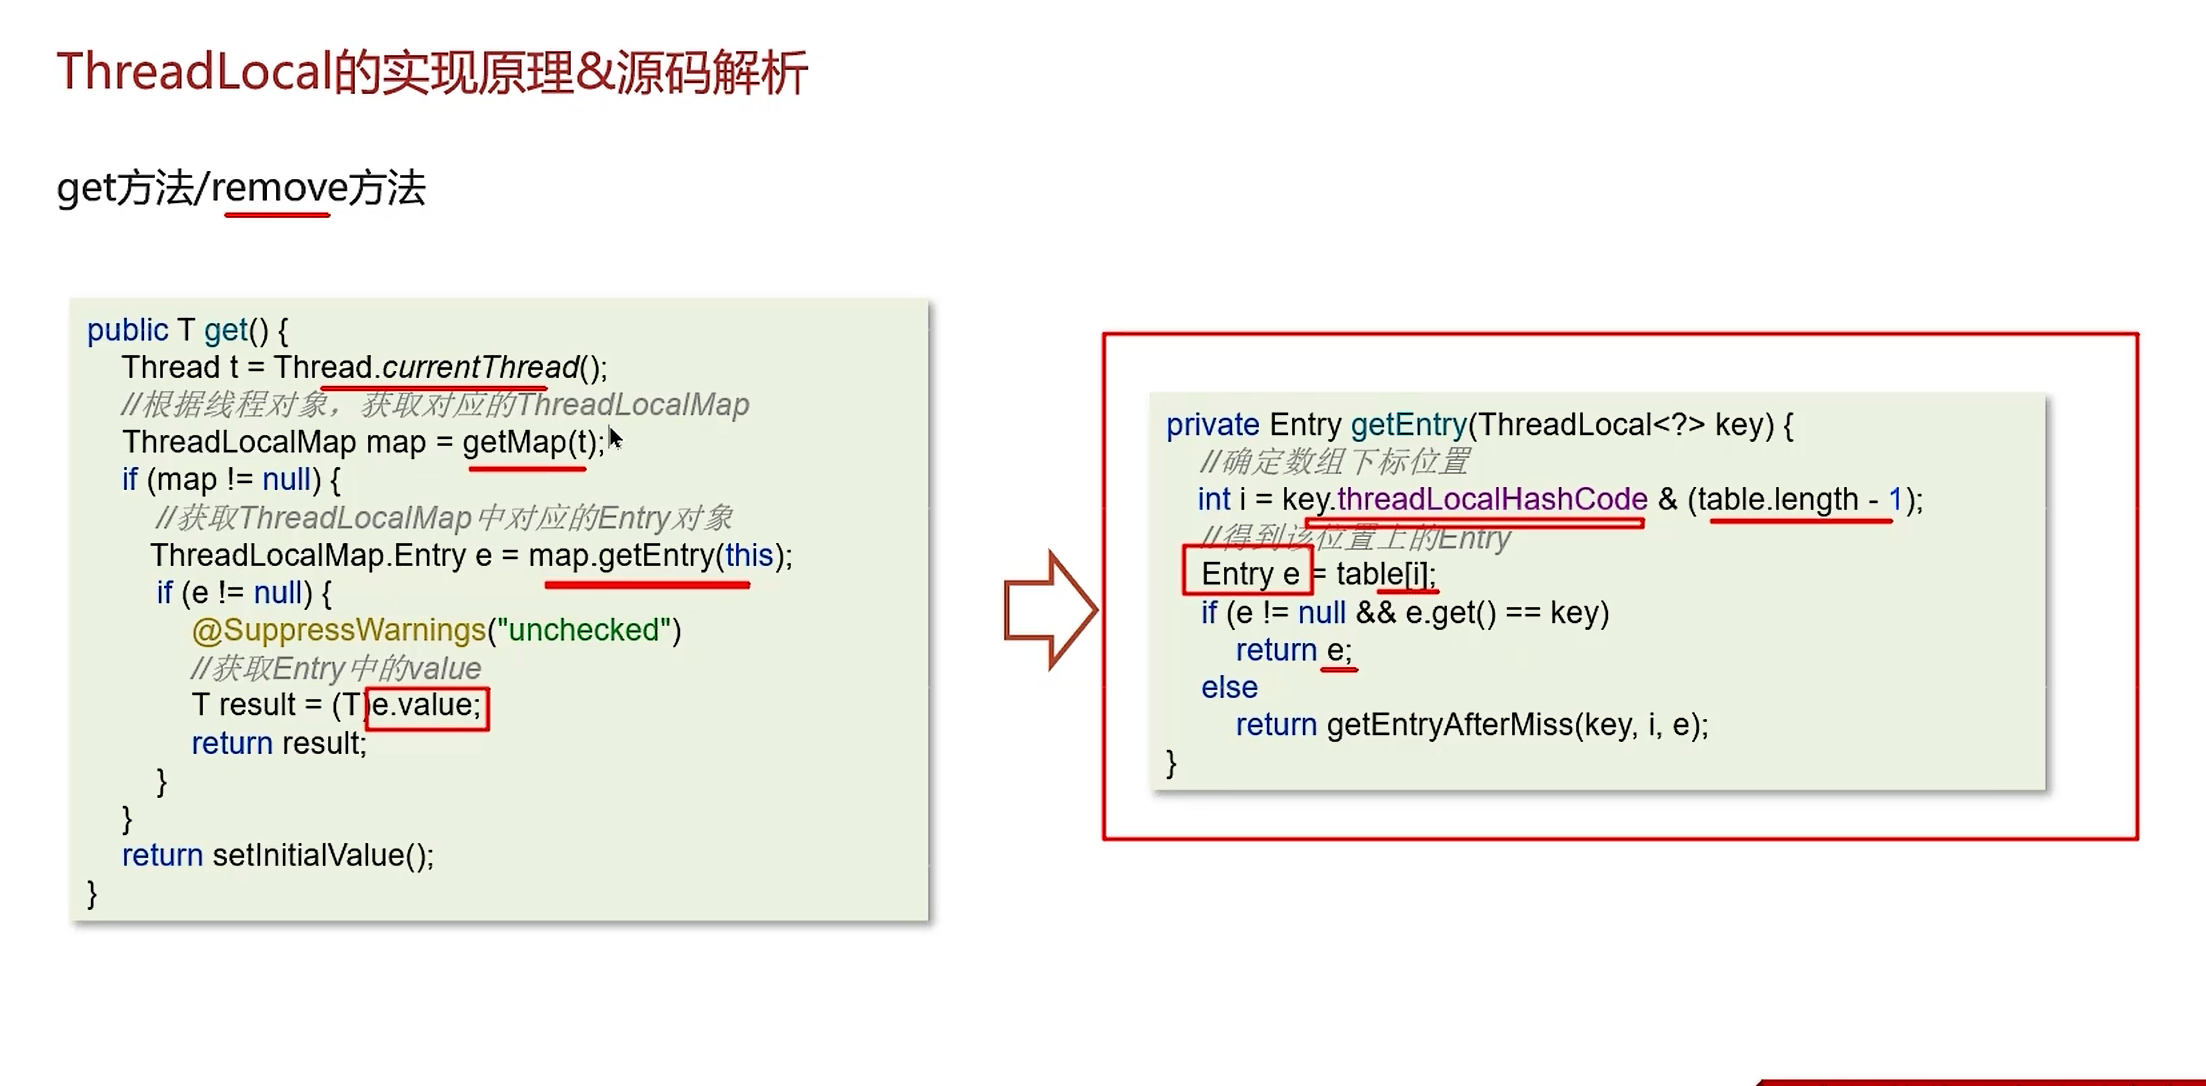 ThreadLocal的实现原理&源码解析
get方法/remove方法
public T get() {
Thread t = Thread.currentThread();
//根据线程对象，获取对应的ThreadLocalMap
ThreadLocalMap map = getMap(t);
if (map != null) {
//获取ThreadLocalMap中对应的Entry对象
ThreadLocalMap.Entry e = map.getEntry(this);
if (e != null) {
@SuppressWarnings("unchecked")
//获取Entry中的value
T result = (T)e.value;
return result;
}
}
return setInitialValue();
}
private Entry getEntry(ThreadLocal<?> key) {
//确定数组下标位置
int i = key.threadLocalHashCode & (table.length - 1);
//得到该位置上的Entry
Entry e = table[i];
if (e != null && e.get() == key)
return e;
else
return getEntryAfterMiss(key, i, e);
}